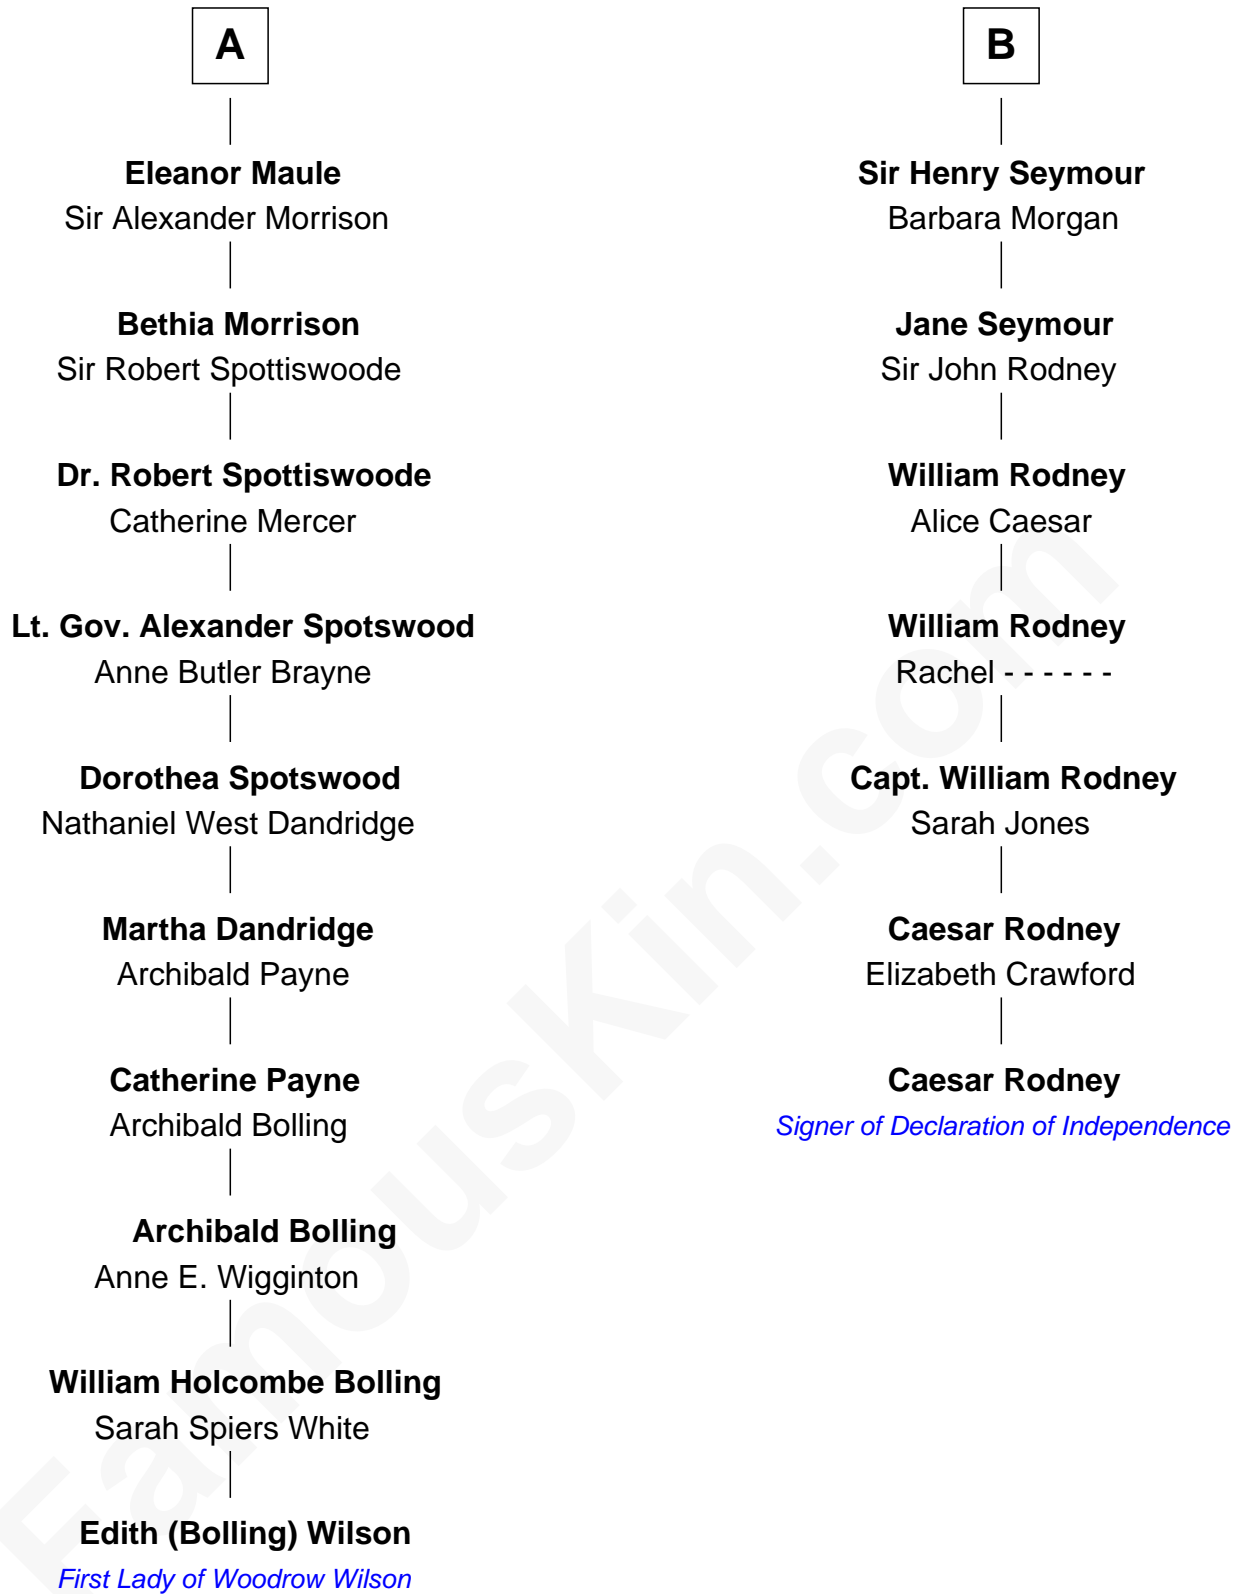 A
Eleanor Maule
Sir Alexander Morrison
Bethia Morrison
Sir Robert Spottiswoode
Dr. Robert Spottiswoode
Catherine Mercer
Lt. Gov. Alexander Spotswood
Anne Butler Brayne
Dorothea Spotswood
Nathaniel West Dandridge
Martha Dandridge
Archibald Payne
Catherine Payne
Archibald Bolling
Archibald Bolling
Anne E. Wigginton
William Holcombe Bolling
Sarah Spiers White
Edith (Bolling) Wilson
First Lady of Woodrow Wilson
B
Sir Henry Seymour
Barbara Morgan
Jane Seymour
Sir John Rodney
William Rodney
Alice Caesar
William Rodney
Rachel - - - - - -
Capt. William Rodney
Sarah Jones
Caesar Rodney
Elizabeth Crawford
Caesar Rodney
Signer of Declaration of Independence
FamousKin.com